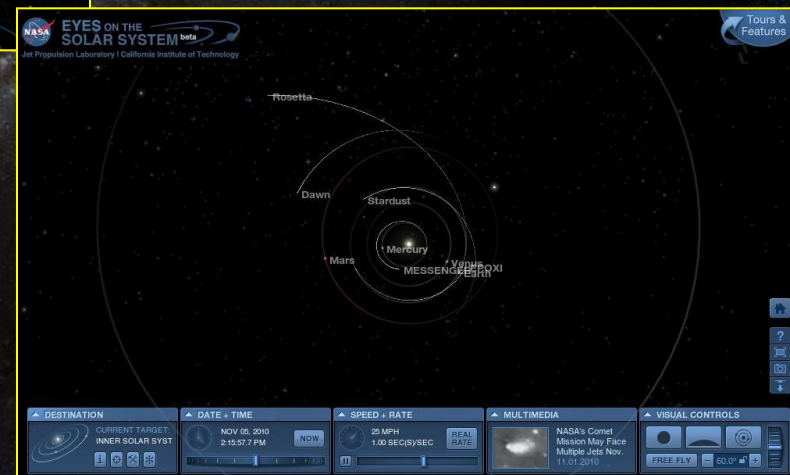 NASA
EYES ON THE
SOLAR SYSTEM beta
Jet Propulsion Laboratory | California Institute of Technology
Tours &
Features
Rosetta
Dawn
Stardust
Mercury
Mars
Venus
MESSENGER
EPOXI
Earth
?
DESTINATION
CURRENT TARGET:
INNER SOLAR SYST
DATE + TIME
NOV 05, 2010
2:15:57.7 PM
NOW
SPEED + RATE
25 MPH
1.00 SEC(S)/SEC
REAL
RATE
MULTIMEDIA
NASA's Comet
Mission May Face
Multiple Jets Nov.
11.01.2010
VISUAL CONTROLS
FREE FLY
60.0°